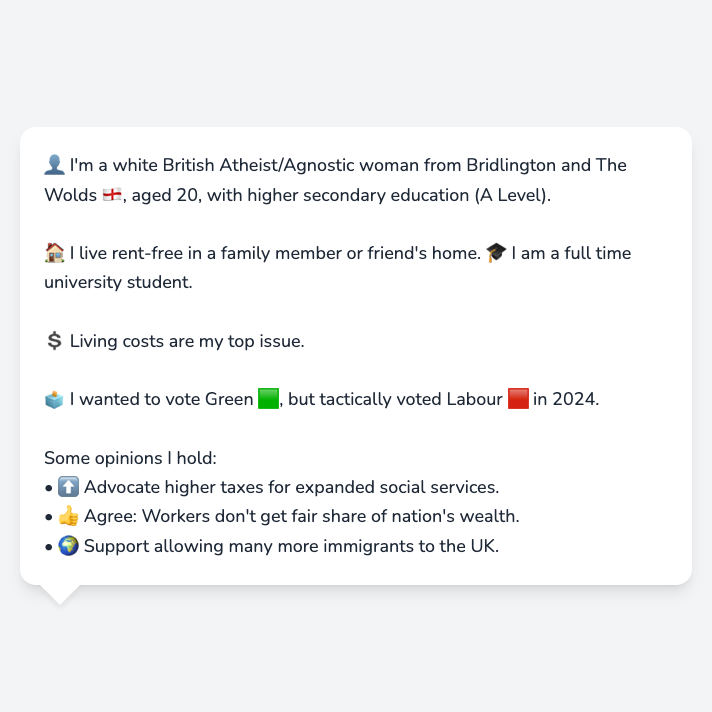 👤 I'm a white British Atheist/Agnostic woman from Bridlington and The
Wolds 🏴󠁧󠁢󠁥󠁮󠁧󠁿, aged 20, with higher secondary education (A Level).
🏠 I live rent-free in a family member or friend's home. 🎓 I am a full time
university student.
💲 Living costs are my top issue.
🗳️ I wanted to vote Green 🟩, but tactically voted Labour 🟥 in 2024.
Some opinions I hold:
• ⬆️ Advocate higher taxes for expanded social services.
• 👍 Agree: Workers don't get fair share of nation's wealth.
• 🌍 Support allowing many more immigrants to the UK.